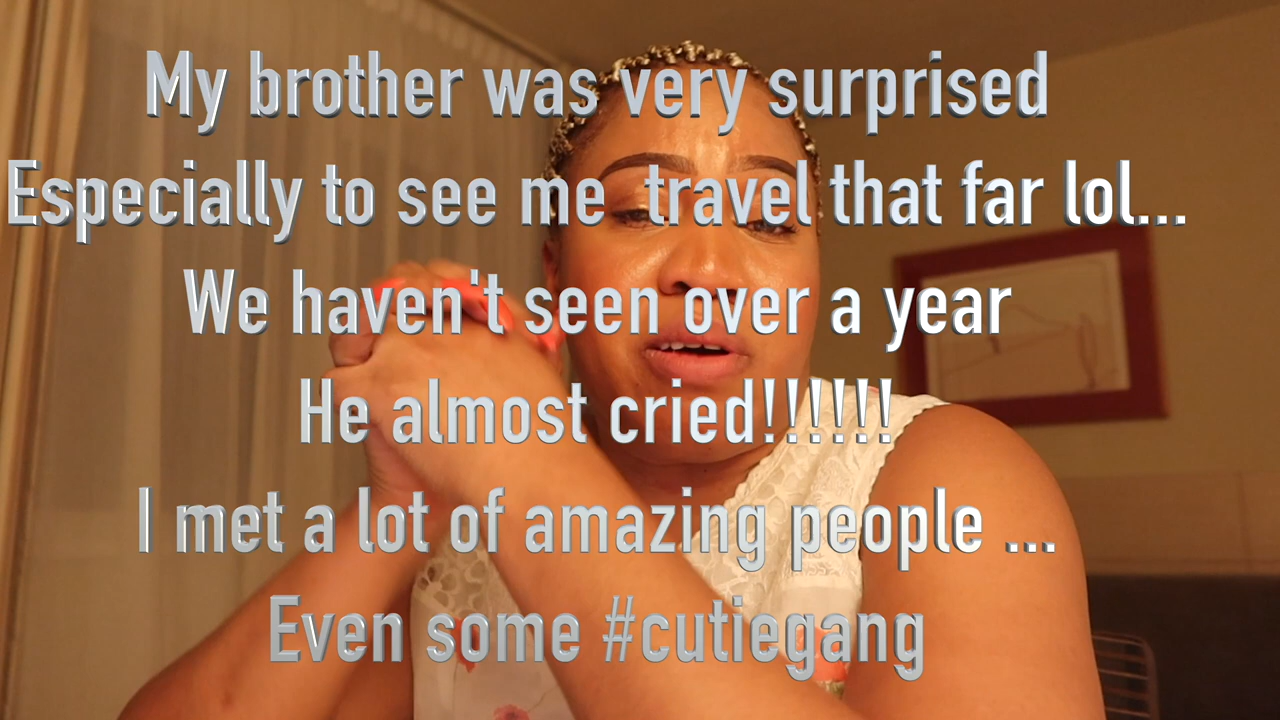 My brother was very surprised
Especially to see me travel that far lol...
We haven't seen over a year
He almost cried!!!!!!
I met a lot of amazing people ...
Even some #cutiegang